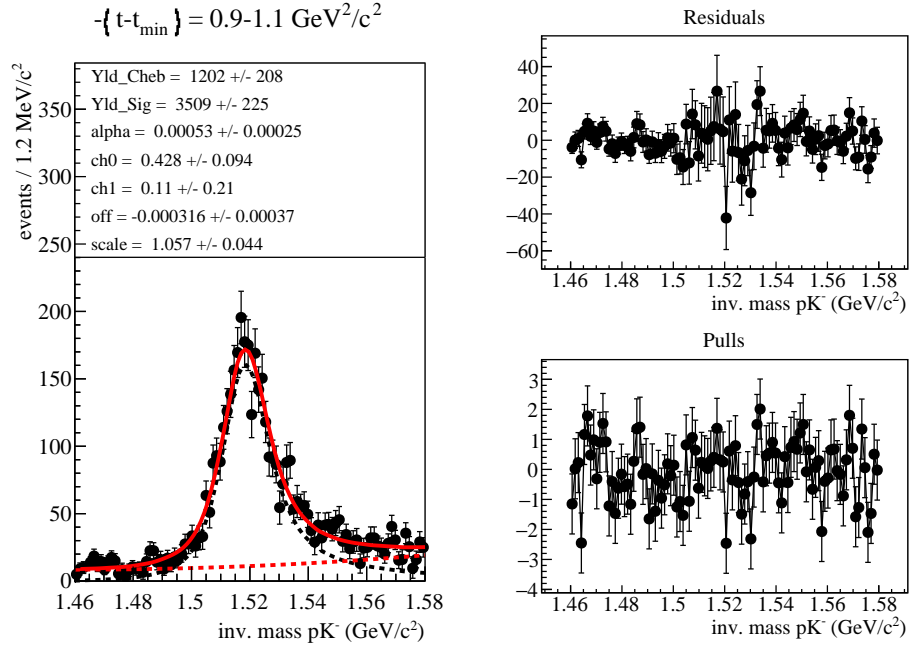 -(t-t_min) = 0.9-1.1 GeV²/c²
events / 1.2 MeV/c²
350
300
250
200
150
100
50
0
Yld_Cheb = 1202 +/- 208
Yld_Sig = 3509 +/- 225
alpha = 0.00053 +/- 0.00025
ch0 = 0.428 +/- 0.094
ch1 = 0.11 +/- 0.21
off = -0.000316 +/- 0.00037
scale = 1.057 +/- 0.044
1.46 1.48 1.5 1.52 1.54 1.56 1.58
inv. mass pK⁻ (GeV/c²)
Residuals
40
20
0
−20
−40
−60
1.46 1.48 1.5 1.52 1.54 1.56 1.58
inv. mass pK⁻ (GeV/c²)
Pulls
3
2
1
0
−1
−2
−3
−4
1.46 1.48 1.5 1.52 1.54 1.56 1.58
inv. mass pK⁻ (GeV/c²)